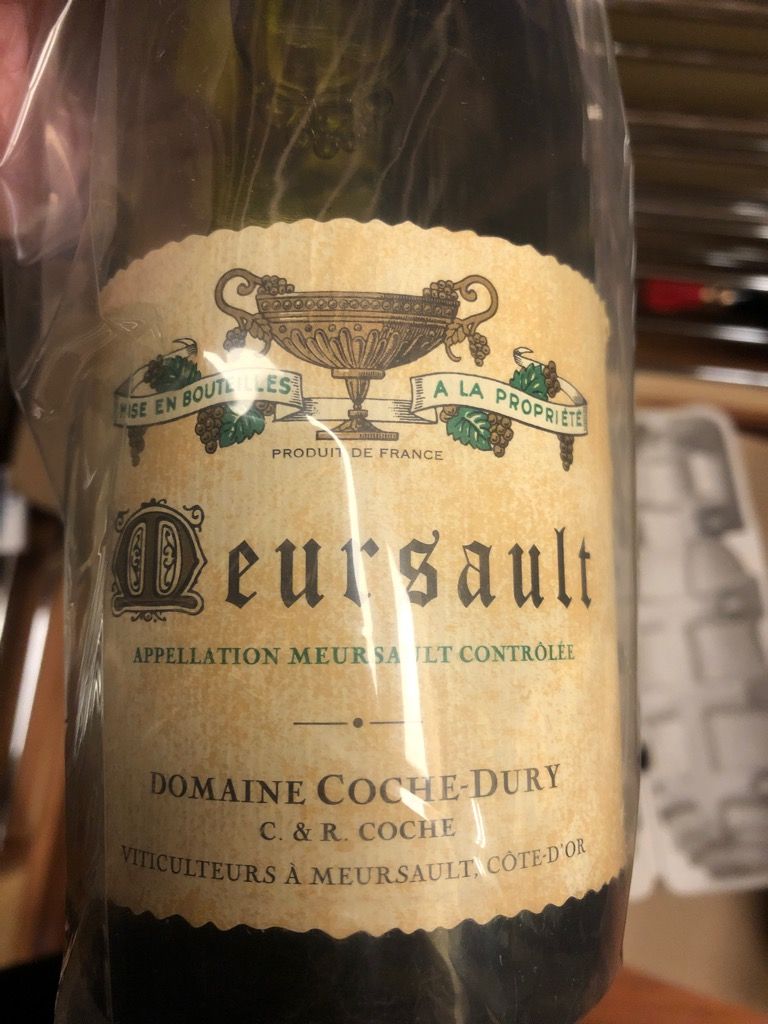 MISE EN BOUTEILLES A LA PROPRIÉTÉ
PRODUIT DE FRANCE
Meursault
APPELLATION MEURSAULT CONTRÔLÉE
DOMAINE COCHE-DURY
C. & R. COCHE
VITICULTEURS À MEURSAULT, CÔTE-D'OR